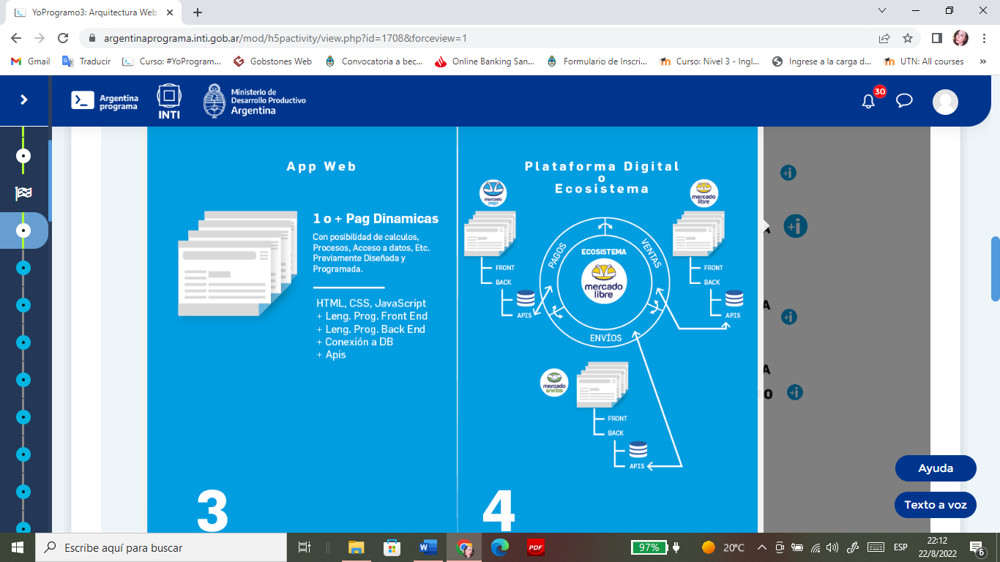 YoProgramo3: Arquitectura Web
argentinaprograma.inti.gob.ar/mod/h5pactivity/view.php?id=1708&forceview=1
Gmail
Traducir
Curso: #YoProgram...
Gobstones Web
Convocatoria a bec...
Online Banking San...
Formulario de Inscri...
Curso: Nivel 3 - Ingl...
Ingrese a la carga d...
UTN: All courses
»
Argentina
programa
INTI
Ministerio de
Desarrollo Productivo
Argentina
30
App Web
1 o + Pag Dinamicas
Con posibilidad de calculos,
Procesos, Acceso a datos, Etc.
Previamente Diseñada y
Programada.
HTML, CSS, JavaScript
+ Leng. Prog. Front End
+ Leng. Prog. Back End
+ Conexión a DB
+ Apis
3
Plataforma Digital
o
Ecosistema
mercado
pago
FRONT
BACK
APIS
mercado
libre
FRONT
BACK
APIS
PAGOS
VENTAS
ENVÍOS
ECOSISTEMA
mercado
libre
mercado
envios
FRONT
BACK
APIS
4
+i
A
+i
A
+i
A
O
+i
Ayuda
Texto a voz
Escribe aquí para buscar
W
PDF
97%
20°C
ESP
22:12
22/8/2022
6